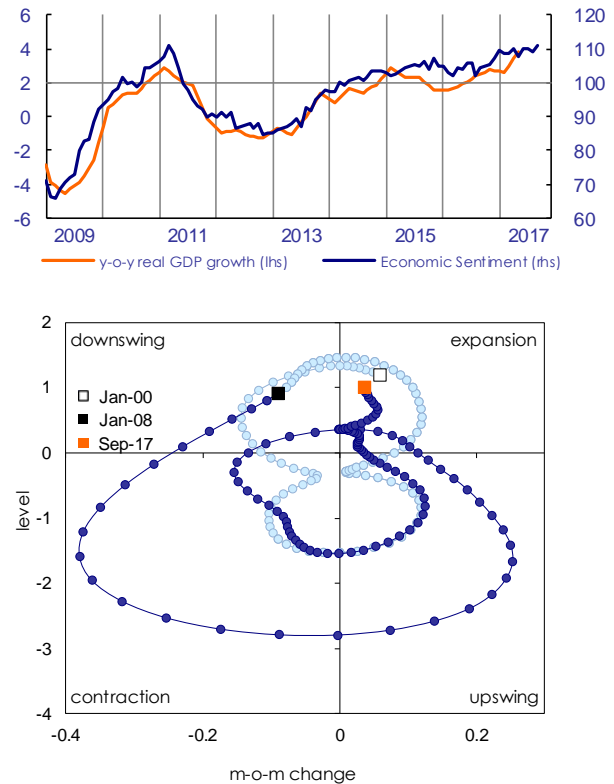 6 120
4 110
2 100
0 90
-2 80
-4 70
-6 60
2009 2011 2013 2015 2017
y-o-y real GDP growth (lhs) Economic Sentiment (rhs)
2
downswing expansion
Jan-00
1
Jan-08
Sep-17
0
level
-1
-2
-3
contraction upswing
-4
-0.4 -0.2 0 0.2
m-o-m change